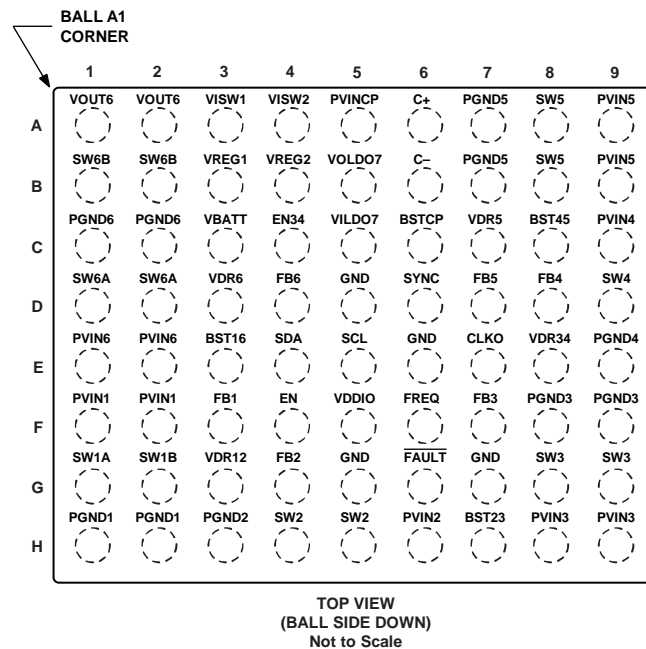 BALL A1
CORNER
1 2 3 4 5 6 7 8 9
VOUT6 VOUT6 VISW1 VISW2 PVINCP C+ PGND5 SW5 PVIN5
A
SW6B SW6B VREG1 VREG2 VOLDO7 C– PGND5 SW5 PVIN5
B
PGND6 PGND6 VBATT EN34 VILDO7 BSTCP VDR5 BST45 PVIN4
C
SW6A SW6A VDR6 FB6 GND SYNC FB5 FB4 SW4
D
PVIN6 PVIN6 BST16 SDA SCL GND CLKO VDR34 PGND4
E
PVIN1 PVIN1 FB1 EN VDDIO FREQ FB3 PGND3 PGND3
F
SW1A SW1B VDR12 FB2 GND FAULT GND SW3 SW3
G
PGND1 PGND1 PGND2 SW2 SW2 PVIN2 BST23 PVIN3 PVIN3
H
TOP VIEW
(BALL SIDE DOWN)
Not to Scale